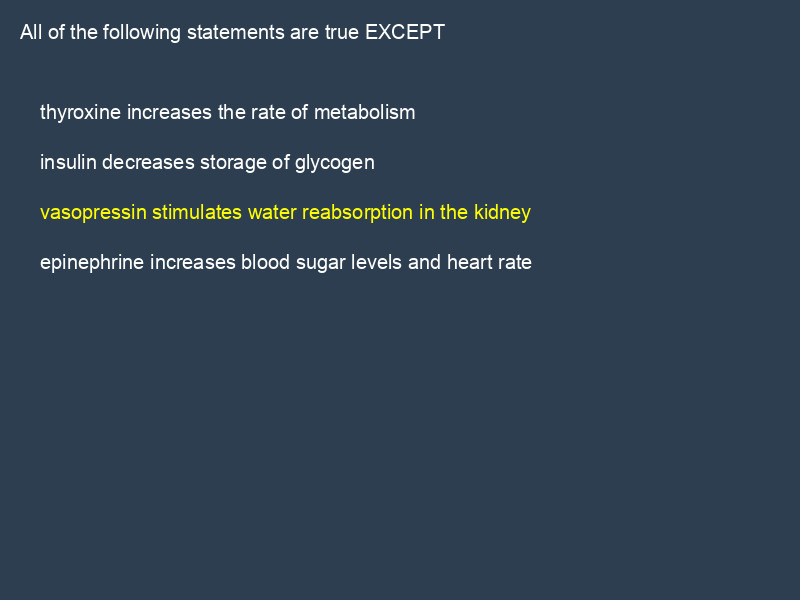 All of the following statements are true EXCEPT
thyroxine increases the rate of metabolism
insulin decreases storage of glycogen
vasopressin stimulates water reabsorption in the kidney
epinephrine increases blood sugar levels and heart rate